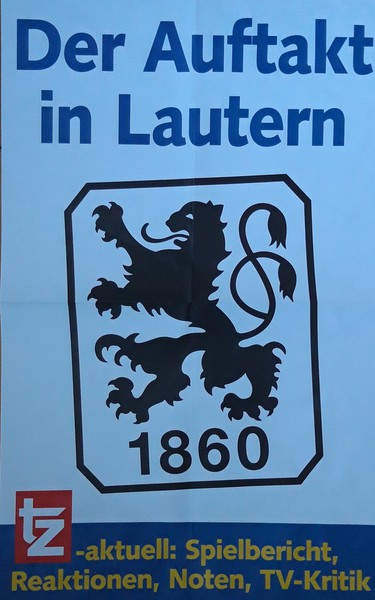 Der Auftakt
in Lautern
1860
tz -aktuell: Spielbericht,
Reaktionen, Noten, TV-Kritik